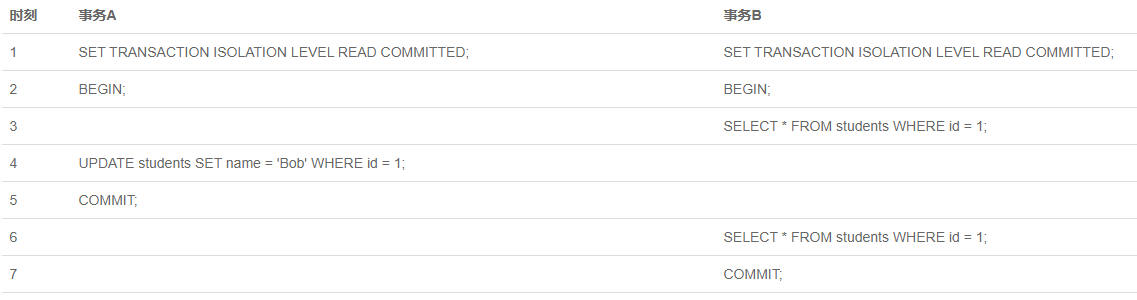 时刻 事务A 事务B
1 SET TRANSACTION ISOLATION LEVEL READ COMMITTED; SET TRANSACTION ISOLATION LEVEL READ COMMITTED;
2 BEGIN; BEGIN;
3 SELECT * FROM students WHERE id = 1;
4 UPDATE students SET name = 'Bob' WHERE id = 1;
5 COMMIT;
6 SELECT * FROM students WHERE id = 1;
7 COMMIT;